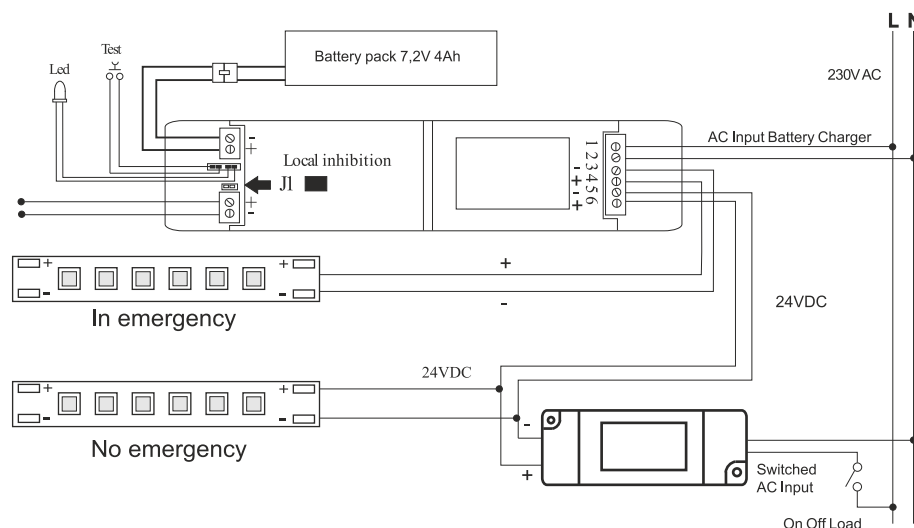 L N
Test
Battery pack 7,2V 4Ah
Led
230V AC
-
+
AC Input Battery Charger
Local inhibition
J1
1 2 3 4 5 6
- + - +
+
-
+ +
- -
+
-
In emergency
24VDC
24VDC
+ +
- -
No emergency
-
+
Switched
AC Input
On Off Load